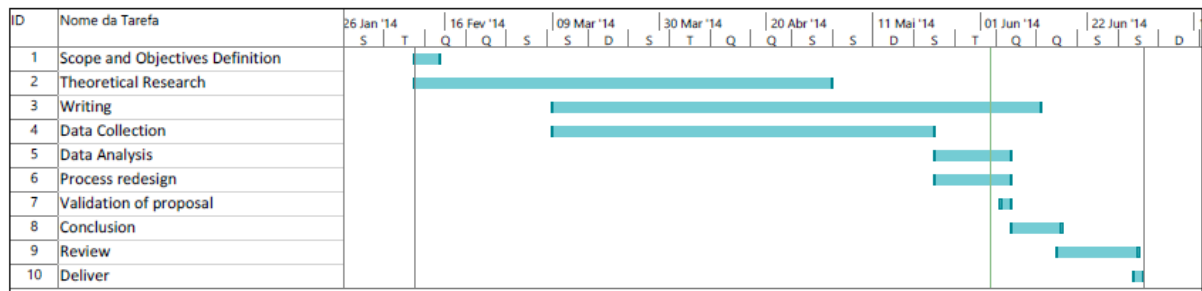 ID Nome da Tarefa 26 Jan '14 16 Fev '14 09 Mar '14 30 Mar '14 20 Abr '14 11 Mai '14 01 Jun '14 22 Jun '14
S T Q Q S S D S T Q Q S S D S T Q Q S S D
1 Scope and Objectives Definition
2 Theoretical Research
3 Writing
4 Data Collection
5 Data Analysis
6 Process redesign
7 Validation of proposal
8 Conclusion
9 Review
10 Deliver